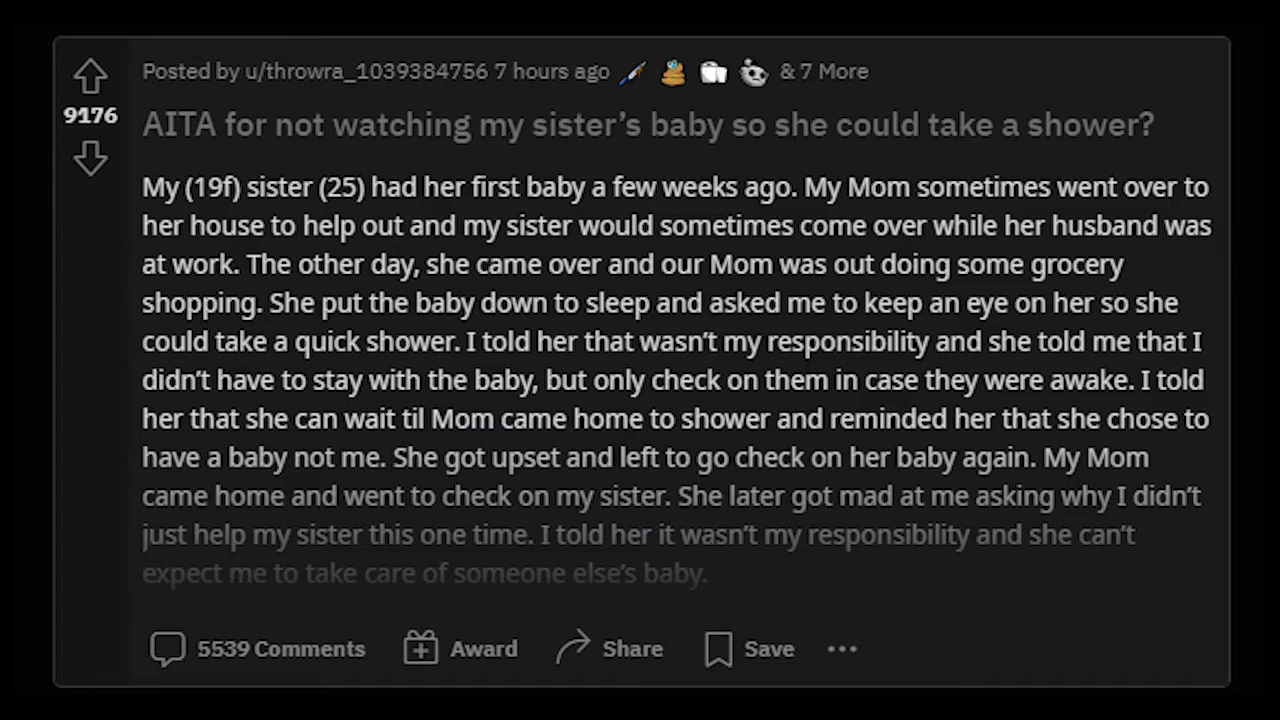 Posted by u/throwra_1039384756 7 hours ago & 7 More
9176
AITA for not watching my sister’s baby so she could take a shower?
My (19f) sister (25) had her first baby a few weeks ago. My Mom sometimes went over to
her house to help out and my sister would sometimes come over while her husband was
at work. The other day, she came over and our Mom was out doing some grocery
shopping. She put the baby down to sleep and asked me to keep an eye on her so she
could take a quick shower. I told her that wasn’t my responsibility and she told me that I
didn’t have to stay with the baby, but only check on them in case they were awake. I told
her that she can wait til Mom came home to shower and reminded her that she chose to
have a baby not me. She got upset and left to go check on her baby again. My Mom
came home and went to check on my sister. She later got mad at me asking why I didn’t
just help my sister this one time. I told her it wasn’t my responsibility and she can’t
expect me to take care of someone else’s baby.
5539 Comments Award Share Save